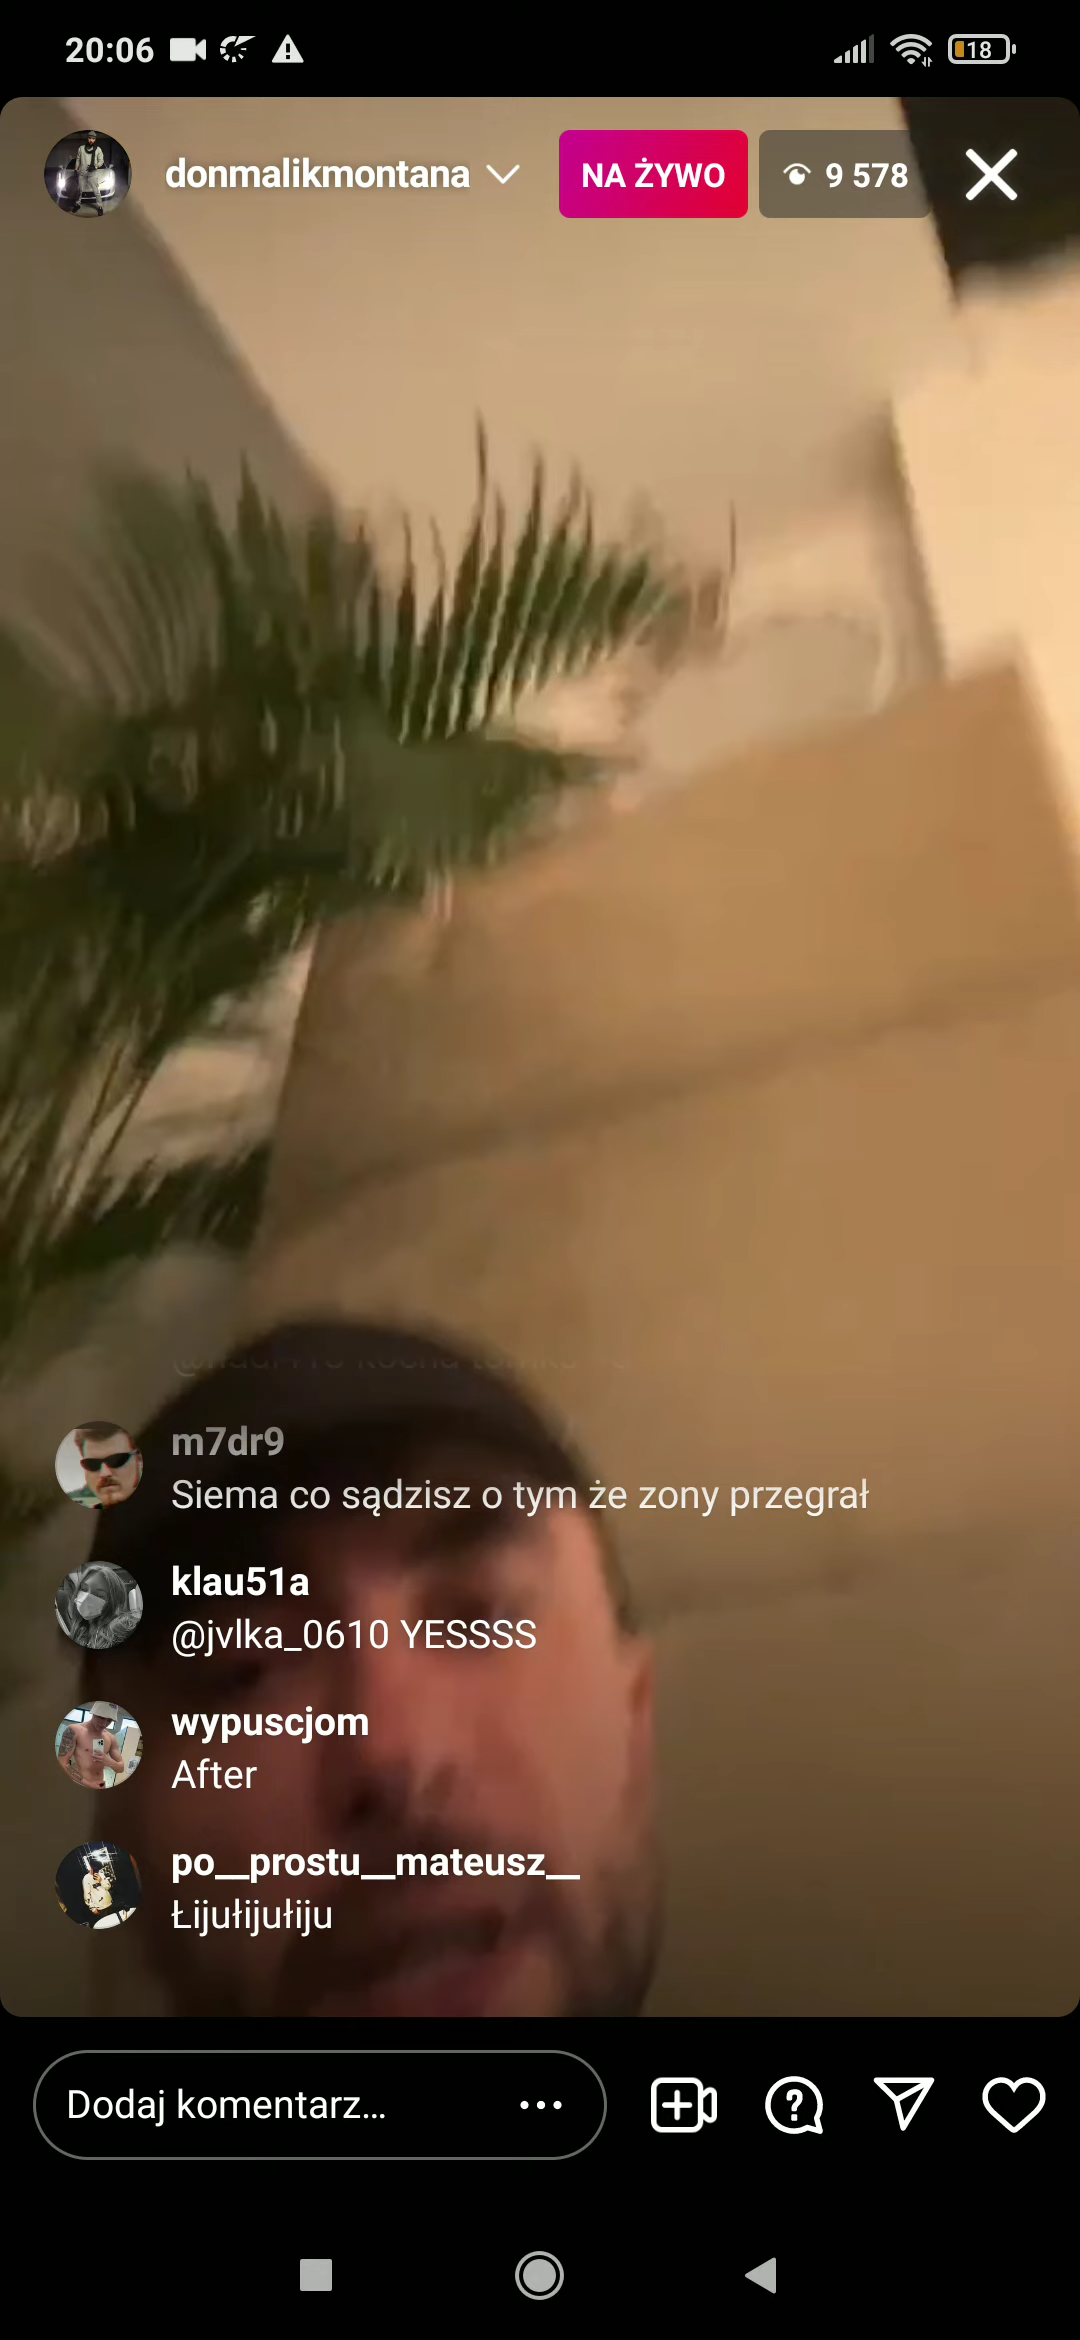 20:06
18
donmalikmontana
NA ŻYWO
9 578
m7dr9
Siema co sądzisz o tym że zony przegrał
klau51a
@jvlka_0610 YESSSS
wypuscjom
After
po__prostu__mateusz__
Łijułijułiju
Dodaj komentarz...